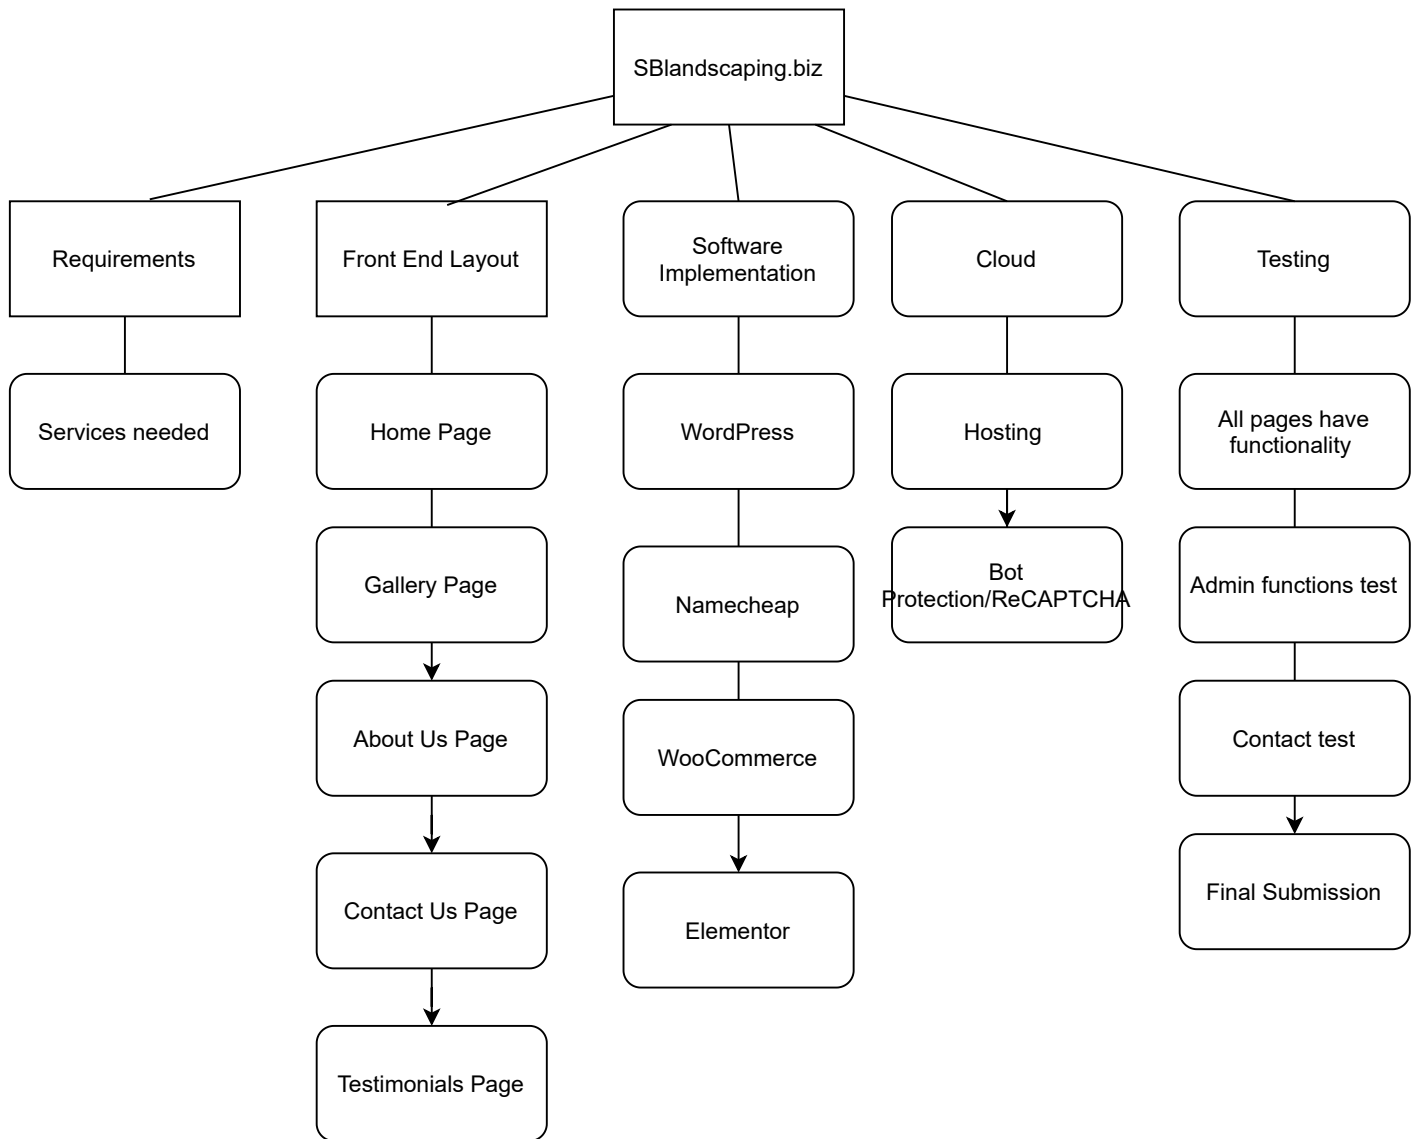 SBlandscaping.biz
Requirements
Front End Layout
Software
Implementation
Cloud
Testing
Services needed
Home Page
WordPress
Hosting
All pages have
functionality
Gallery Page
Namecheap
Bot
Protection/ReCAPTCHA
Admin functions test
About Us Page
WooCommerce
Contact test
Contact Us Page
Elementor
Final Submission
Testimonials Page